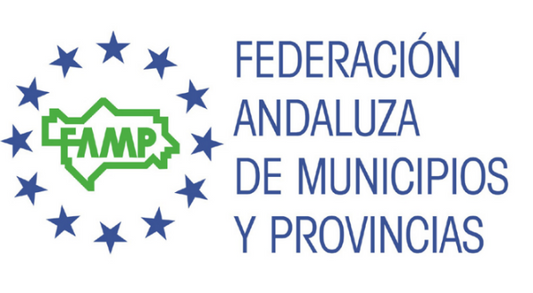 FAMP
FEDERACIÓN
ANDALUZA
DE MUNICIPIOS
Y PROVINCIAS